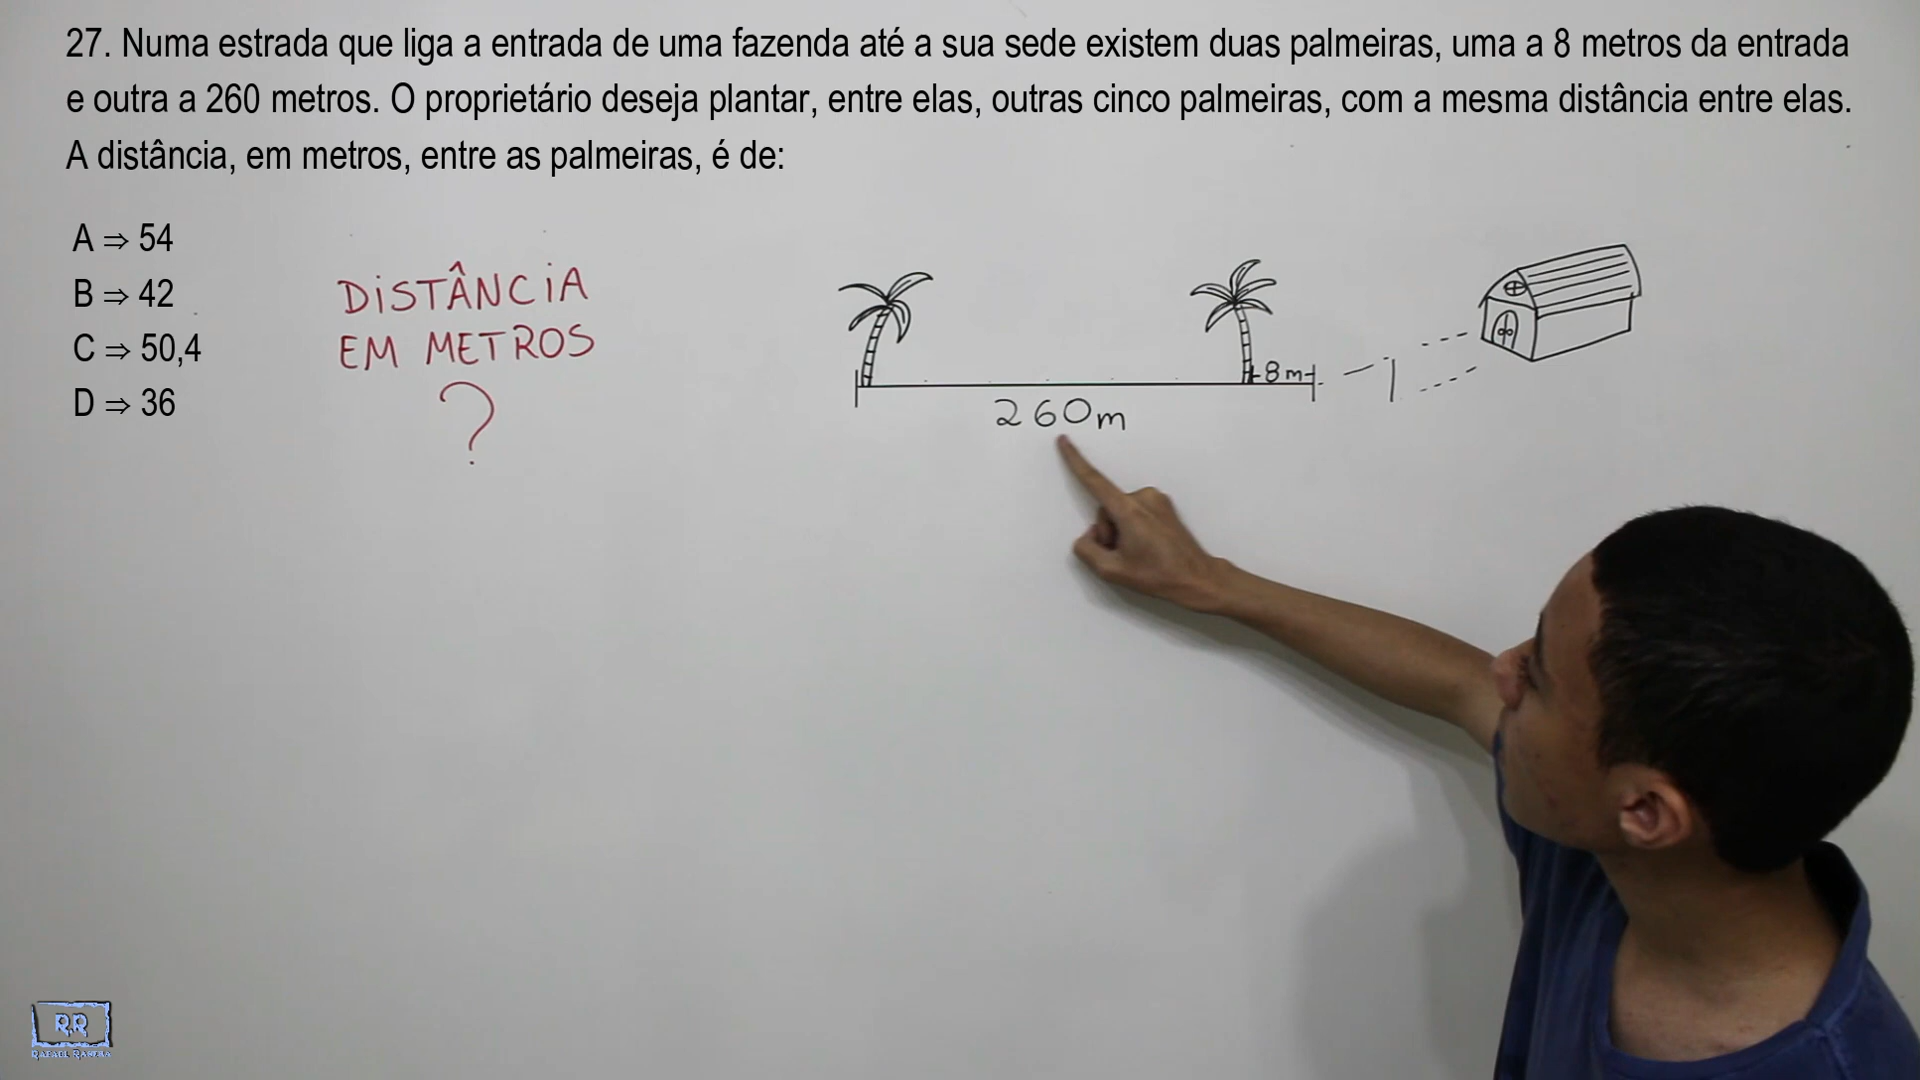 27. Numa estrada que liga a entrada de uma fazenda até a sua sede existem duas palmeiras, uma a 8 metros da entrada
e outra a 260 metros. O proprietário deseja plantar, entre elas, outras cinco palmeiras, com a mesma distância entre elas.
A distância, em metros, entre as palmeiras, é de:
A ⇒ 54
B ⇒ 42
C ⇒ 50,4
D ⇒ 36
DISTÂNCIA
EM METROS
?
8m
260m
RR